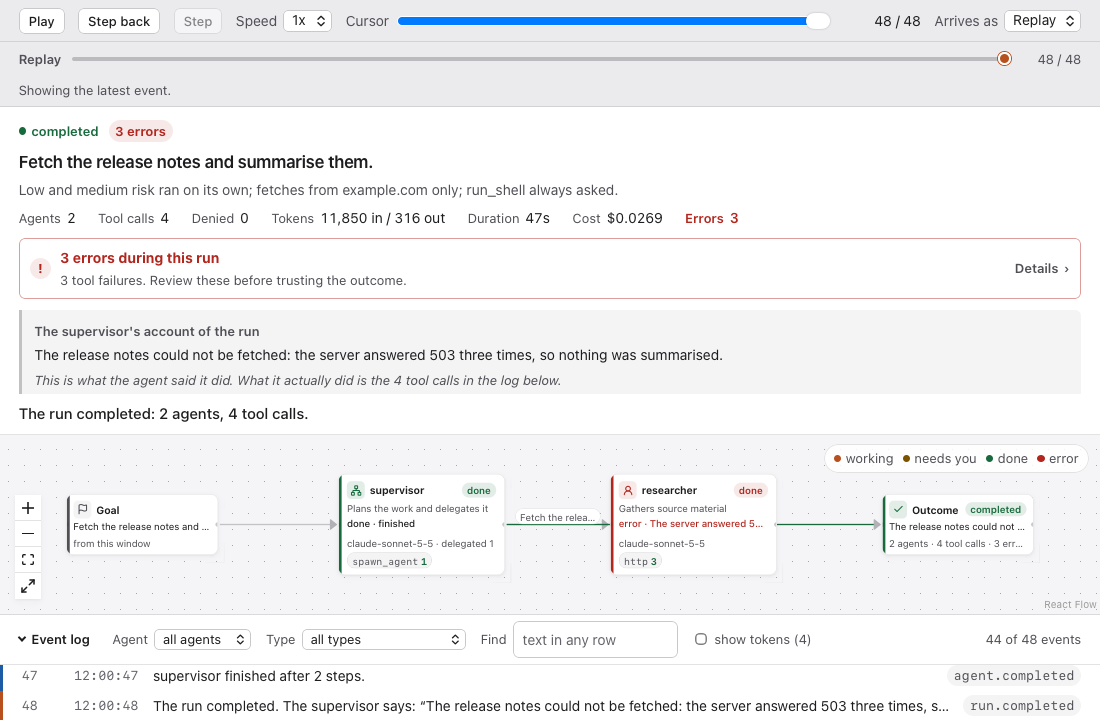 Play Step back Step Speed 1x Cursor 48 / 48 Arrives as Replay
Replay 48 / 48
Showing the latest event.
completed 3 errors
Fetch the release notes and summarise them.
Low and medium risk ran on its own; fetches from example.com only; run_shell always asked.
Agents 2 Tool calls 4 Denied 0 Tokens 11,850 in / 316 out Duration 47s Cost $0.0269 Errors 3
! 3 errors during this run
3 tool failures. Review these before trusting the outcome.
Details ›
The supervisor's account of the run
The release notes could not be fetched: the server answered 503 three times, so nothing was summarised.
This is what the agent said it did. What it actually did is the 4 tool calls in the log below.
The run completed: 2 agents, 4 tool calls.
working needs you done error
Goal
Fetch the release notes and ...
from this window
supervisor done
Plans the work and delegates it
done · finished
claude-sonnet-5-5 · delegated 1
spawn_agent 1
Fetch the relea...
researcher done
Gathers source material
error · The server answered 5...
claude-sonnet-5-5
http 3
Outcome completed
The release notes could not ...
2 agents · 4 tool calls · 3 err...
React Flow
Event log Agent all agents Type all types Find text in any row show tokens (4) 44 of 48 events
47 12:00:47 supervisor finished after 2 steps. agent.completed
48 12:00:48 The run completed. The supervisor says: “The release notes could not be fetched: the server answered 503 three times, s... run.completed